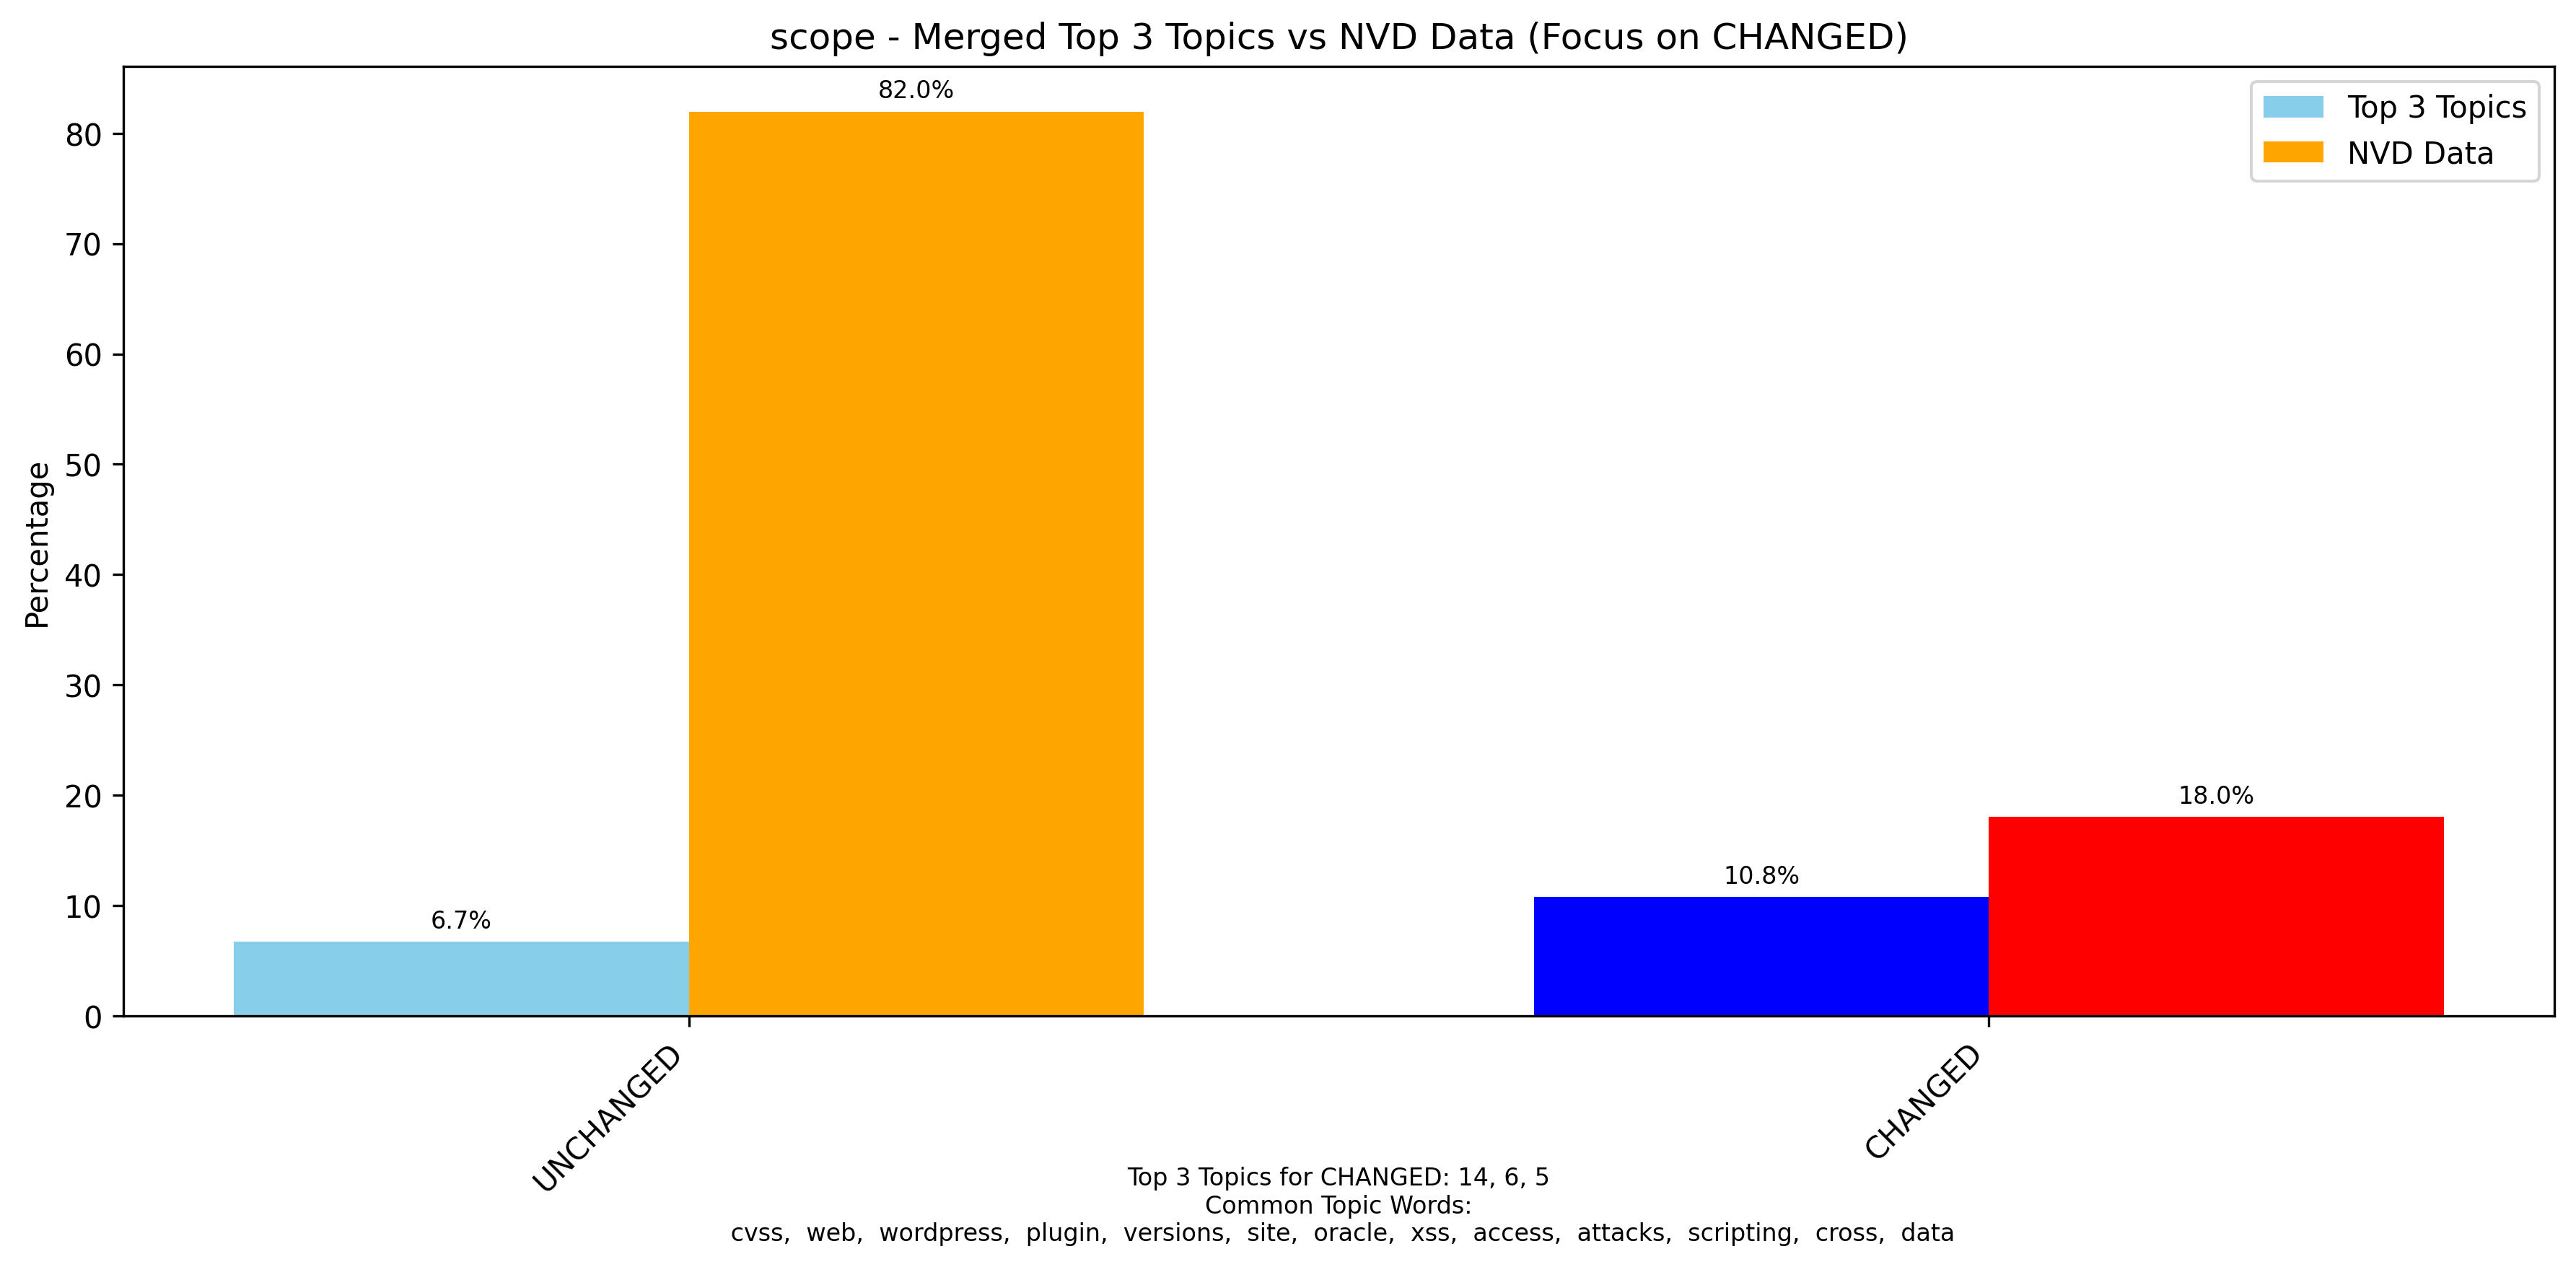 scope - Merged Top 3 Topics vs NVD Data (Focus on CHANGED)
Top 3 Topics
NVD Data
Percentage
80
70
60
50
40
30
20
10
0
6.7%
82.0%
10.8%
18.0%
UNCHANGED
CHANGED
Top 3 Topics for CHANGED: 14, 6, 5
Common Topic Words:
cvss, web, wordpress, plugin, versions, site, oracle, xss, access, attacks, scripting, cross, data